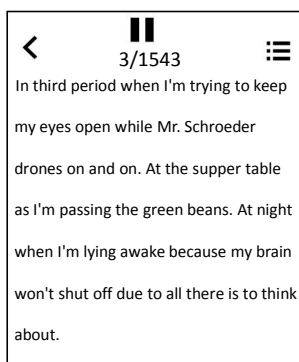 3/1543
In third period when I'm trying to keep
my eyes open while Mr. Schroeder
drones on and on. At the supper table
as I'm passing the green beans. At night
when I'm lying awake because my brain
won't shut off due to all there is to think
about.